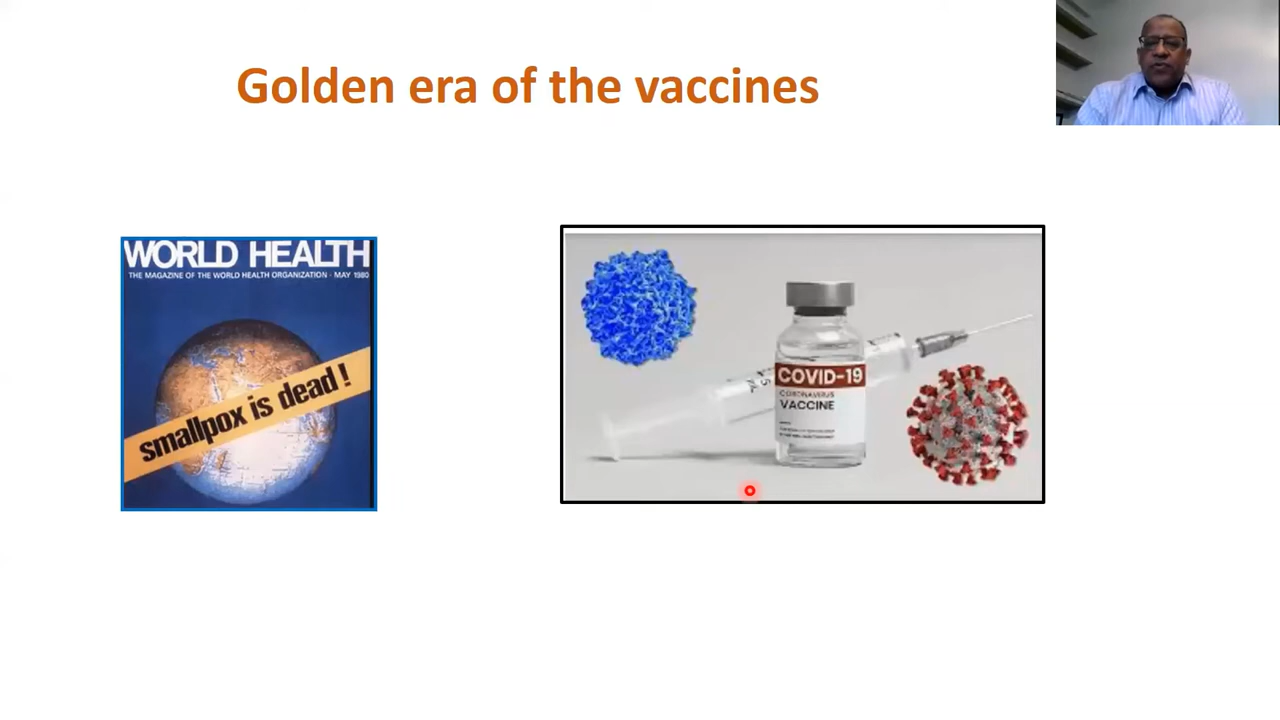 Golden era of the vaccines
WORLD HEALTH
THE MAGAZINE OF THE WORLD HEALTH ORGANIZATION · MAY 1980
smallpox is dead!
COVID-19
CORONAVIRUS
VACCINE